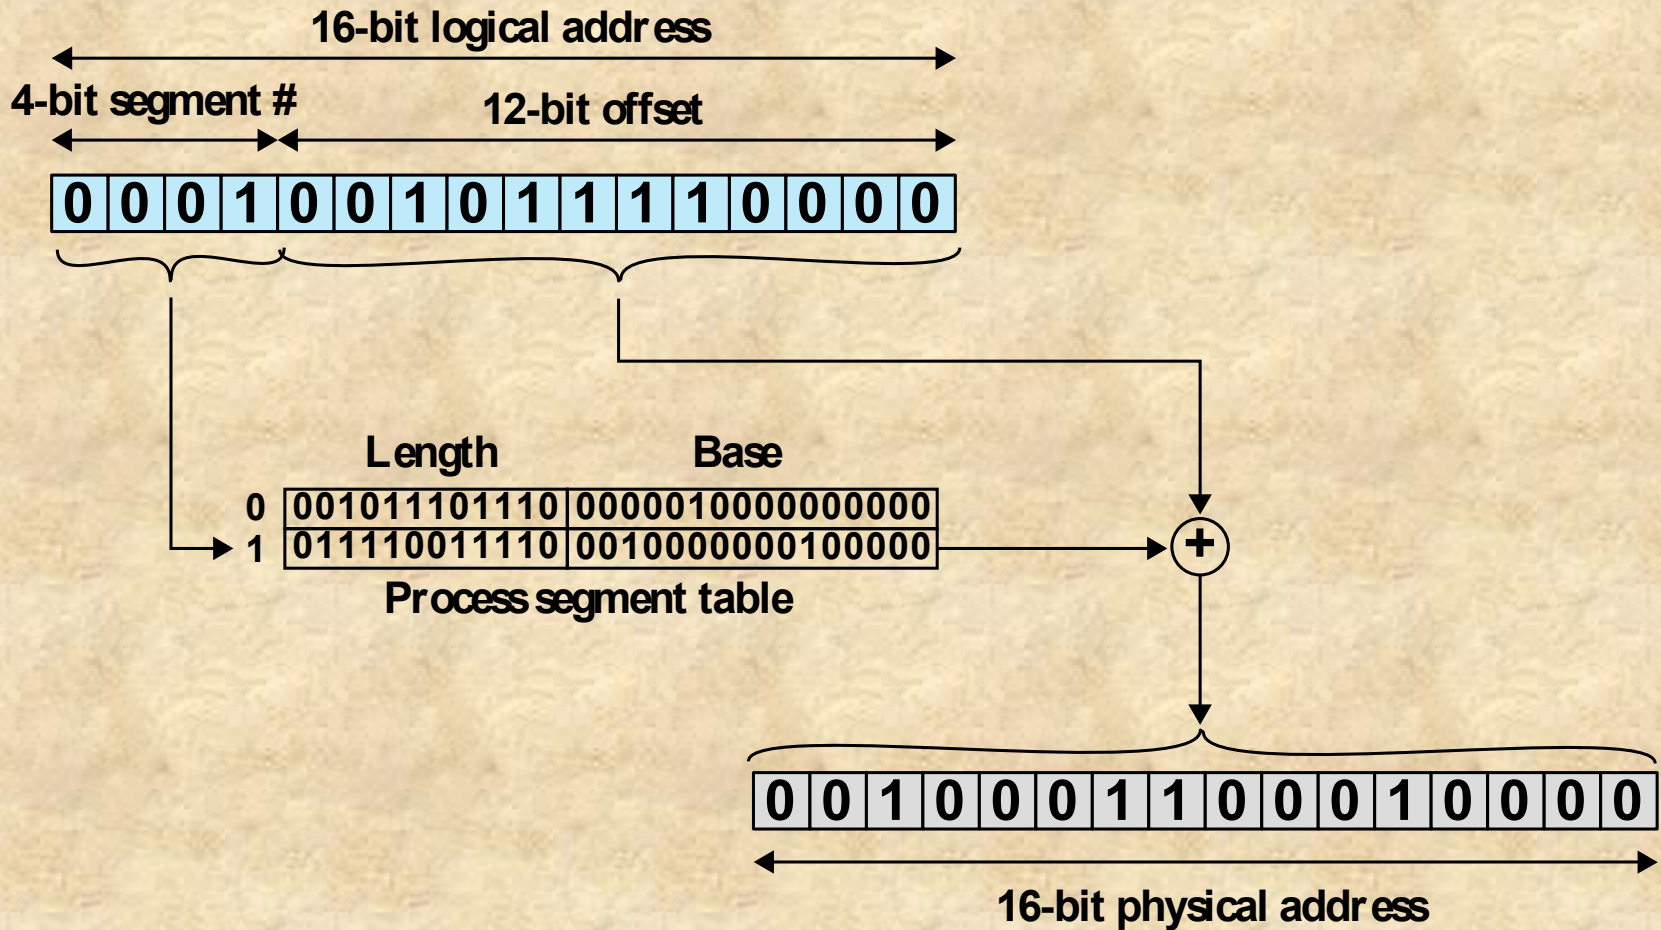 16-bit logical address
4-bit segment # 12-bit offset
0 0 0 1 0 0 1 0 1 1 1 1 0 0 0 0
Length Base
0 001011101110 0000010000000000
1 011110011110 0010000000100000
+
Process segment table
0 0 1 0 0 0 1 1 0 0 0 1 0 0 0 0
16-bit physical address